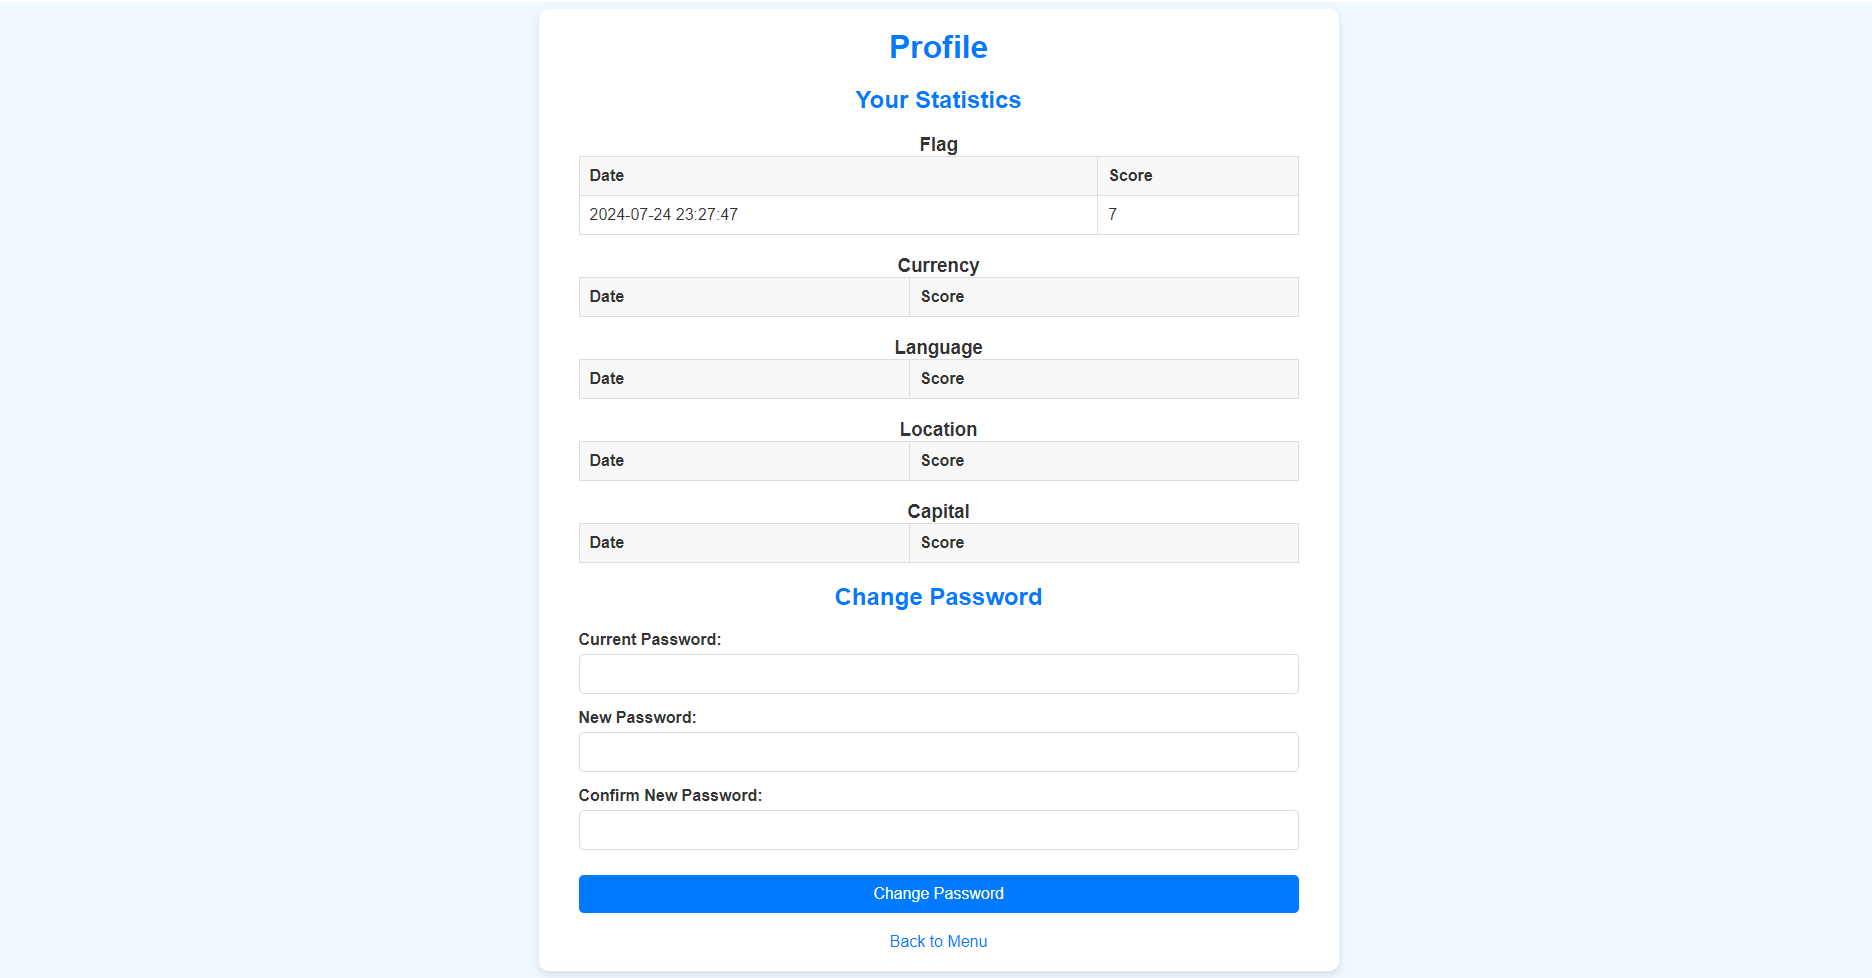 Profile
Your Statistics
Flag
Date Score
2024-07-24 23:27:47 7
Currency
Date Score
Language
Date Score
Location
Date Score
Capital
Date Score
Change Password
Current Password:
New Password:
Confirm New Password:
Change Password
Back to Menu